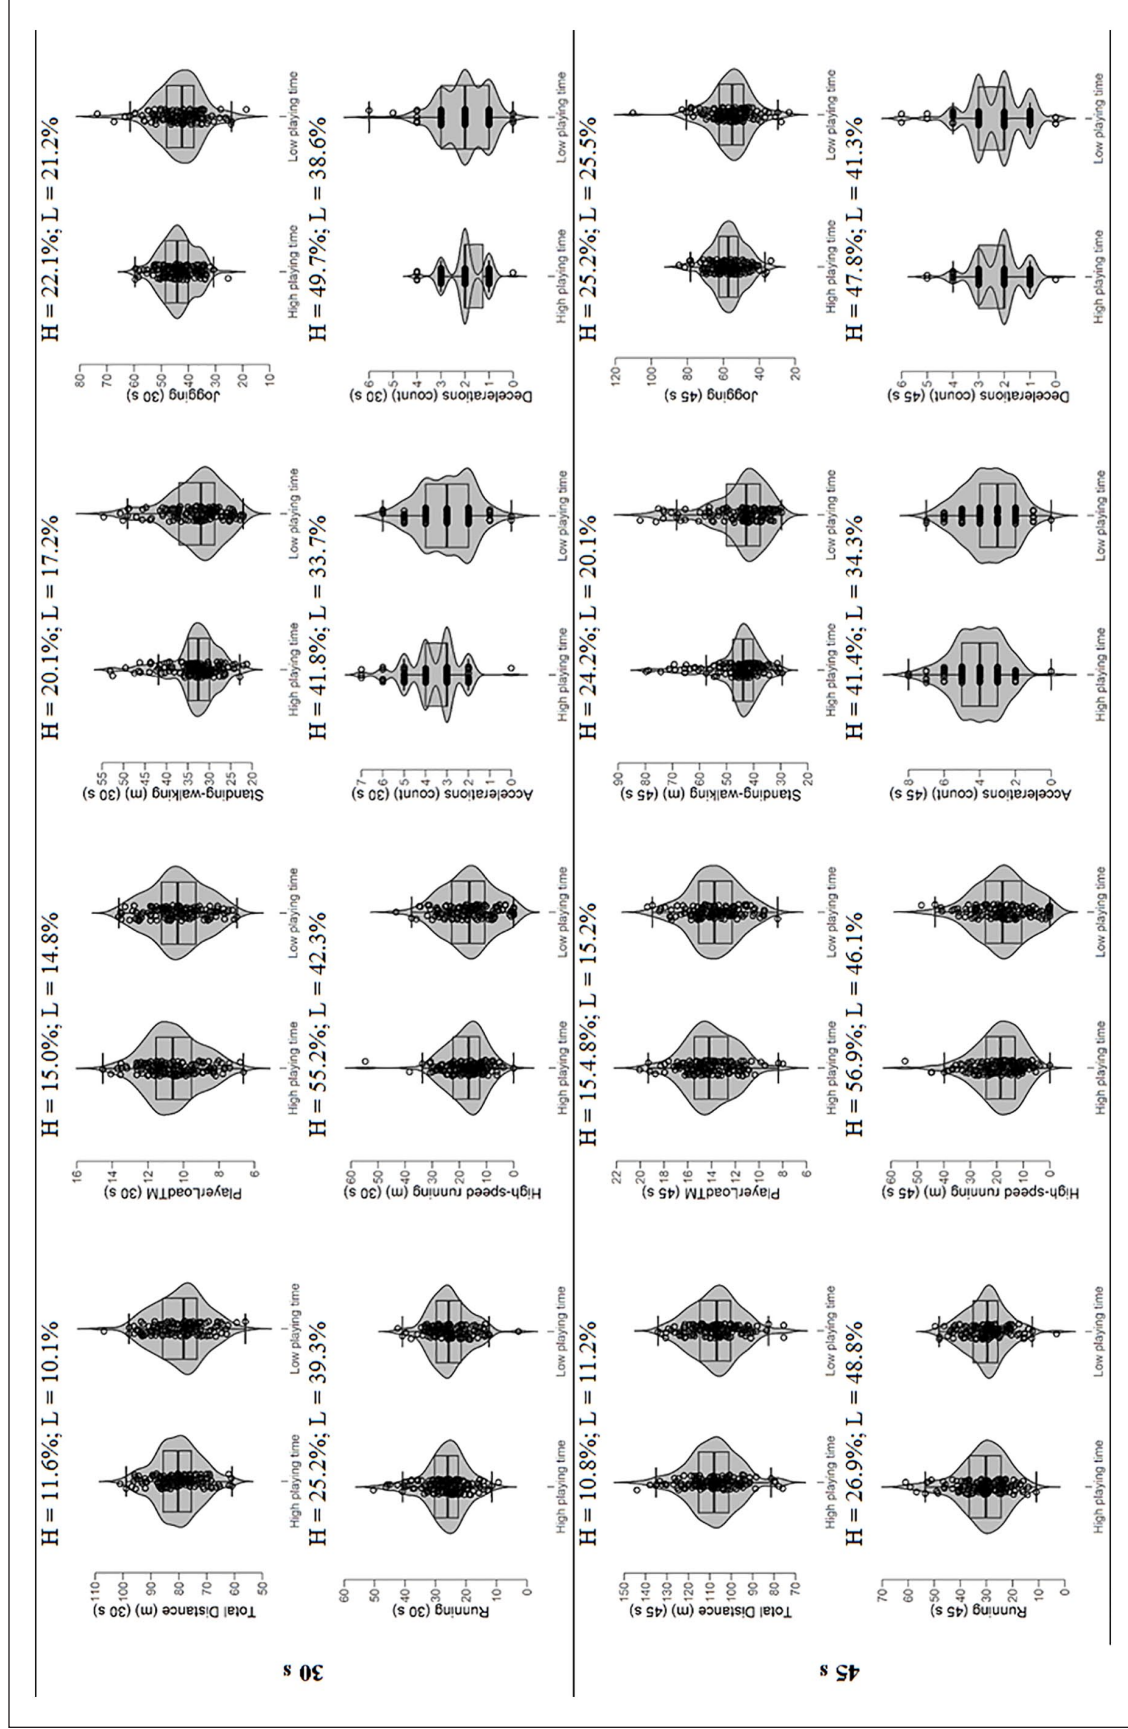 30 s
H = 11.6%; L = 10.1%
Total Distance (m) (30 s)
110
100
90
80
70
60
50
High playing time
Low playing time
H = 15.0%; L = 14.8%
PlayerLoadTM (30 s)
16
14
12
10
8
6
High playing time
Low playing time
H = 20.1%; L = 17.2%
Standing-walking (m) (30 s)
55
50
45
40
35
30
25
20
High playing time
Low playing time
H = 22.1%; L = 21.2%
Jogging (30 s)
80
70
60
50
40
30
20
10
High playing time
Low playing time
H = 25.2%; L = 39.3%
Running (30 s)
60
50
40
30
20
10
0
High playing time
Low playing time
H = 55.2%; L = 42.3%
High-speed running (m) (30 s)
60
50
40
30
20
10
0
High playing time
Low playing time
H = 41.8%; L = 33.7%
Accelerations (count) (30 s)
7
6
5
4
3
2
1
0
High playing time
Low playing time
H = 49.7%; L = 38.6%
Decelerations (count) (30 s)
6
5
4
3
2
1
0
High playing time
Low playing time
45 s
H = 10.8%; L = 11.2%
Total Distance (m) (45 s)
150
140
130
120
110
100
90
80
70
High playing time
Low playing time
H = 15.4.8%; L = 15.2%
PlayerLoadTM (45 s)
22
20
18
16
14
12
10
8
6
High playing time
Low playing time
H = 24.2%; L = 20.1%
Standing-walking (m) (45 s)
90
80
70
60
50
40
30
20
High playing time
Low playing time
H = 25.2%; L = 25.5%
Jogging (45 s)
120
100
80
60
40
20
High playing time
Low playing time
H = 26.9%; L = 48.8%
Running (45 s)
70
60
50
40
30
20
10
0
High playing time
Low playing time
H = 56.9%; L = 46.1%
High-speed running (m) (45 s)
60
50
40
30
20
10
0
High playing time
Low playing time
H = 41.4%; L = 34.3%
Accelerations (count) (45 s)
8
6
4
2
0
High playing time
Low playing time
H = 47.8%; L = 41.3%
Decelerations (count) (45 s)
6
5
4
3
2
1
0
High playing time
Low playing time